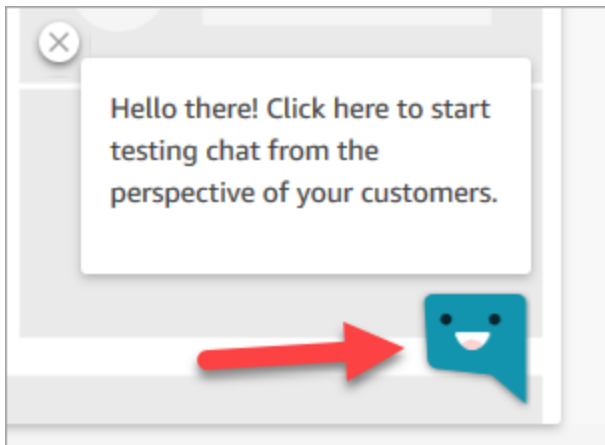 Hello there! Click here to start
testing chat from the
perspective of your customers.